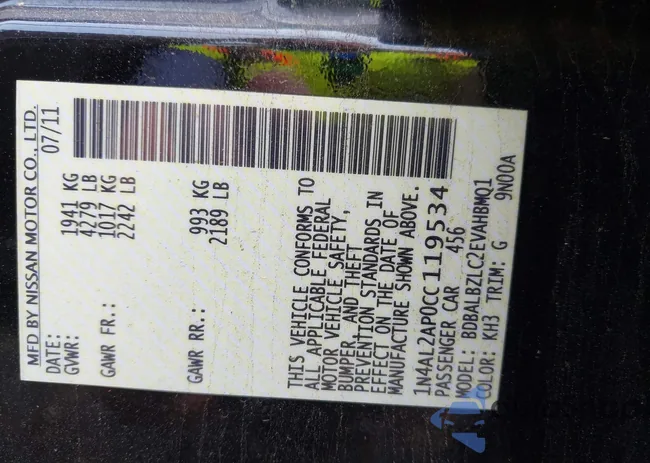 MFD BY NISSAN MOTOR CO., LTD.
DATE: 07/11
GVWR: 1941 KG
4279 LB
GAWR FR.: 1017 KG
2242 LB
GAWR RR.: 993 KG
2189 LB
THIS VEHICLE CONFORMS TO
ALL APPLICABLE FEDERAL
MOTOR VEHICLE SAFETY,
BUMPER, AND THEFT
PREVENTION STANDARDS IN
EFFECT ON THE DATE OF
MANUFACTURE SHOWN ABOVE.
1N4AL2AP0CC119534
PASSENGER CAR 456
MODEL: BDBALBZLC2EVAHBMQ1
COLOR: KH3 TRIM: G 9N00A